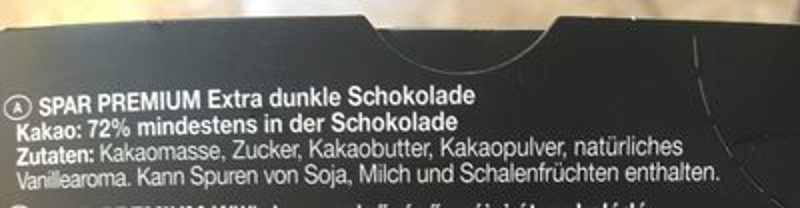 A SPAR PREMIUM Extra dunkle Schokolade
Kakao: 72% mindestens in der Schokolade
Zutaten: Kakaomasse, Zucker, Kakaobutter, Kakaopulver, natürliches
Vanillearoma. Kann Spuren von Soja, Milch und Schalenfrüchten enthalten.